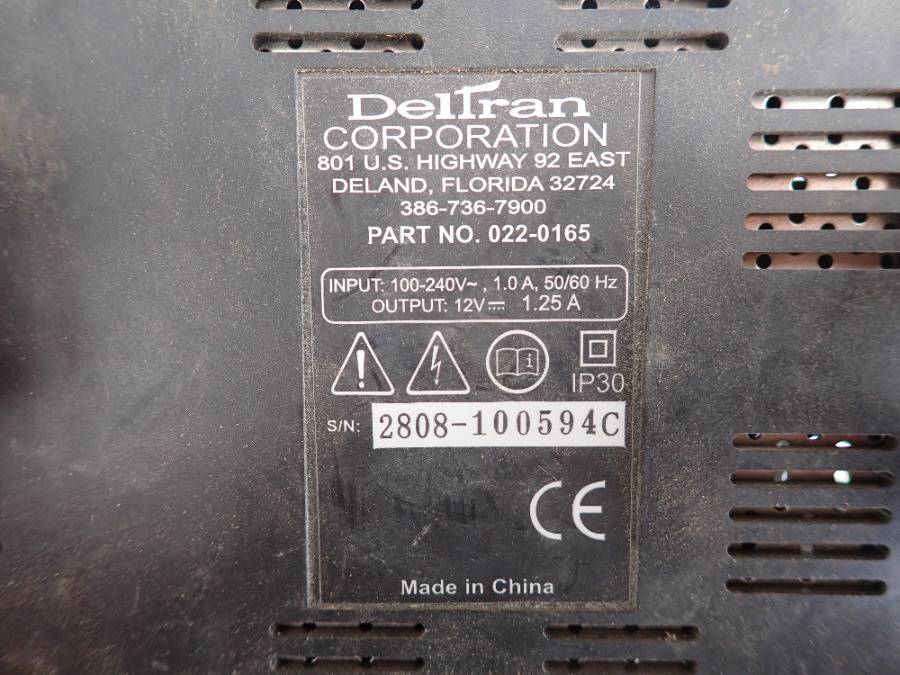 Deltran
CORPORATION
801 U.S. HIGHWAY 92 EAST
DELAND, FLORIDA 32724
386-736-7900
PART NO. 022-0165
INPUT: 100-240V~ , 1.0 A, 50/60 Hz
OUTPUT: 12V⎓ 1.25 A
! i
IP30
S/N: 2808-100594C
CE
Made in China